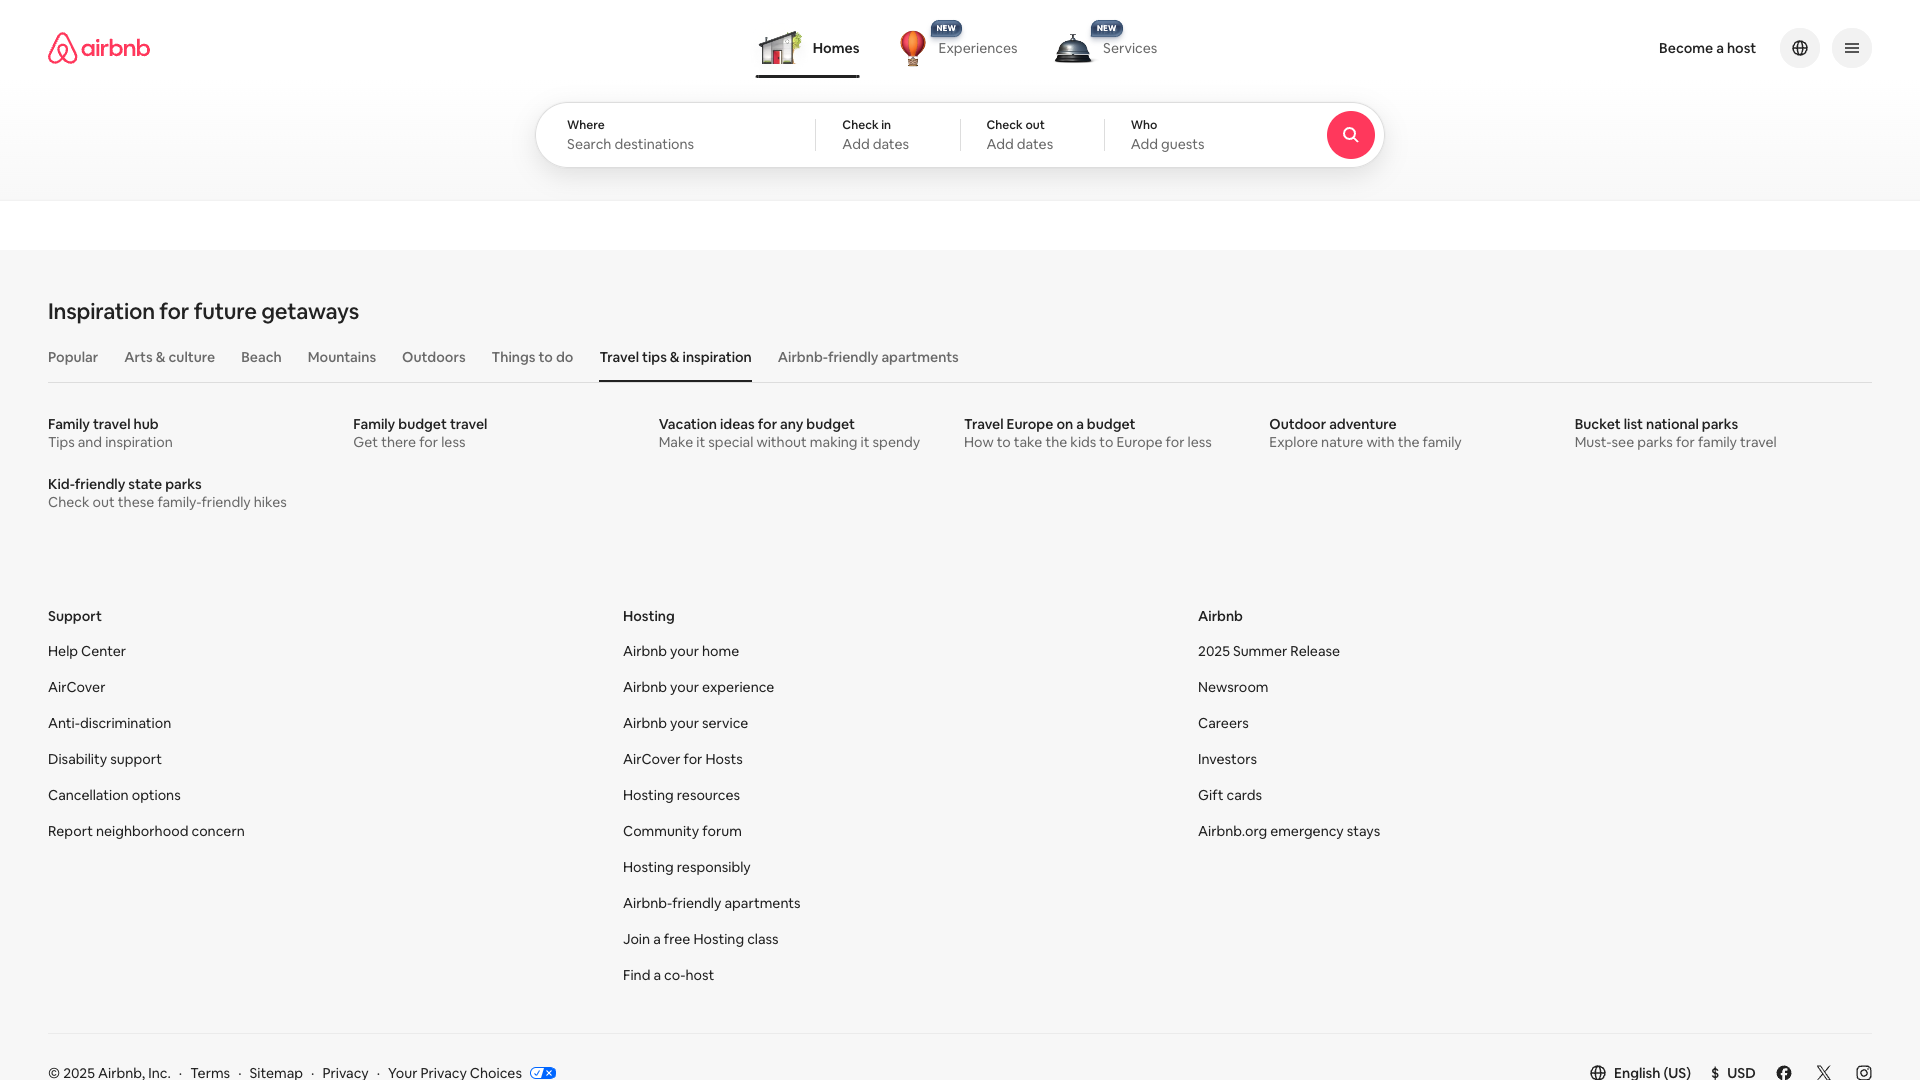 airbnb
Homes
NEW
Experiences
NEW
Services
Become a host
Where
Search destinations
Check in
Add dates
Check out
Add dates
Who
Add guests
Inspiration for future getaways
Popular
Arts & culture
Beach
Mountains
Outdoors
Things to do
Travel tips & inspiration
Airbnb-friendly apartments
Family travel hub
Tips and inspiration
Family budget travel
Get there for less
Vacation ideas for any budget
Make it special without making it spendy
Travel Europe on a budget
How to take the kids to Europe for less
Outdoor adventure
Explore nature with the family
Bucket list national parks
Must-see parks for family travel
Kid-friendly state parks
Check out these family-friendly hikes
Support
Help Center
AirCover
Anti-discrimination
Disability support
Cancellation options
Report neighborhood concern
Hosting
Airbnb your home
Airbnb your experience
Airbnb your service
AirCover for Hosts
Hosting resources
Community forum
Hosting responsibly
Airbnb-friendly apartments
Join a free Hosting class
Find a co-host
Airbnb
2025 Summer Release
Newsroom
Careers
Investors
Gift cards
Airbnb.org emergency stays
© 2025 Airbnb, Inc. · Terms · Sitemap · Privacy · Your Privacy Choices
English (US)
$ USD